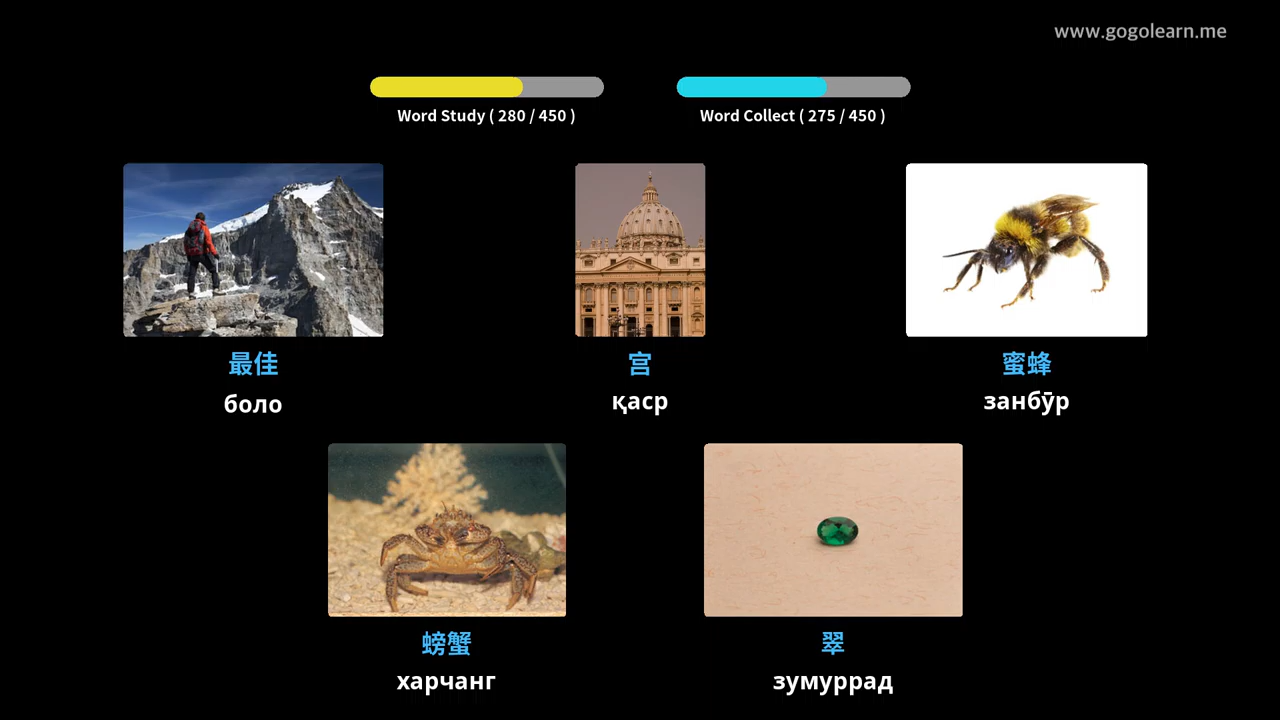 www.gogolearn.me
Word Study ( 280 / 450 )
Word Collect ( 275 / 450 )
最佳
боло
宫
қаср
蜜蜂
занбӯр
螃蟹
харчанг
翠
зумуррад